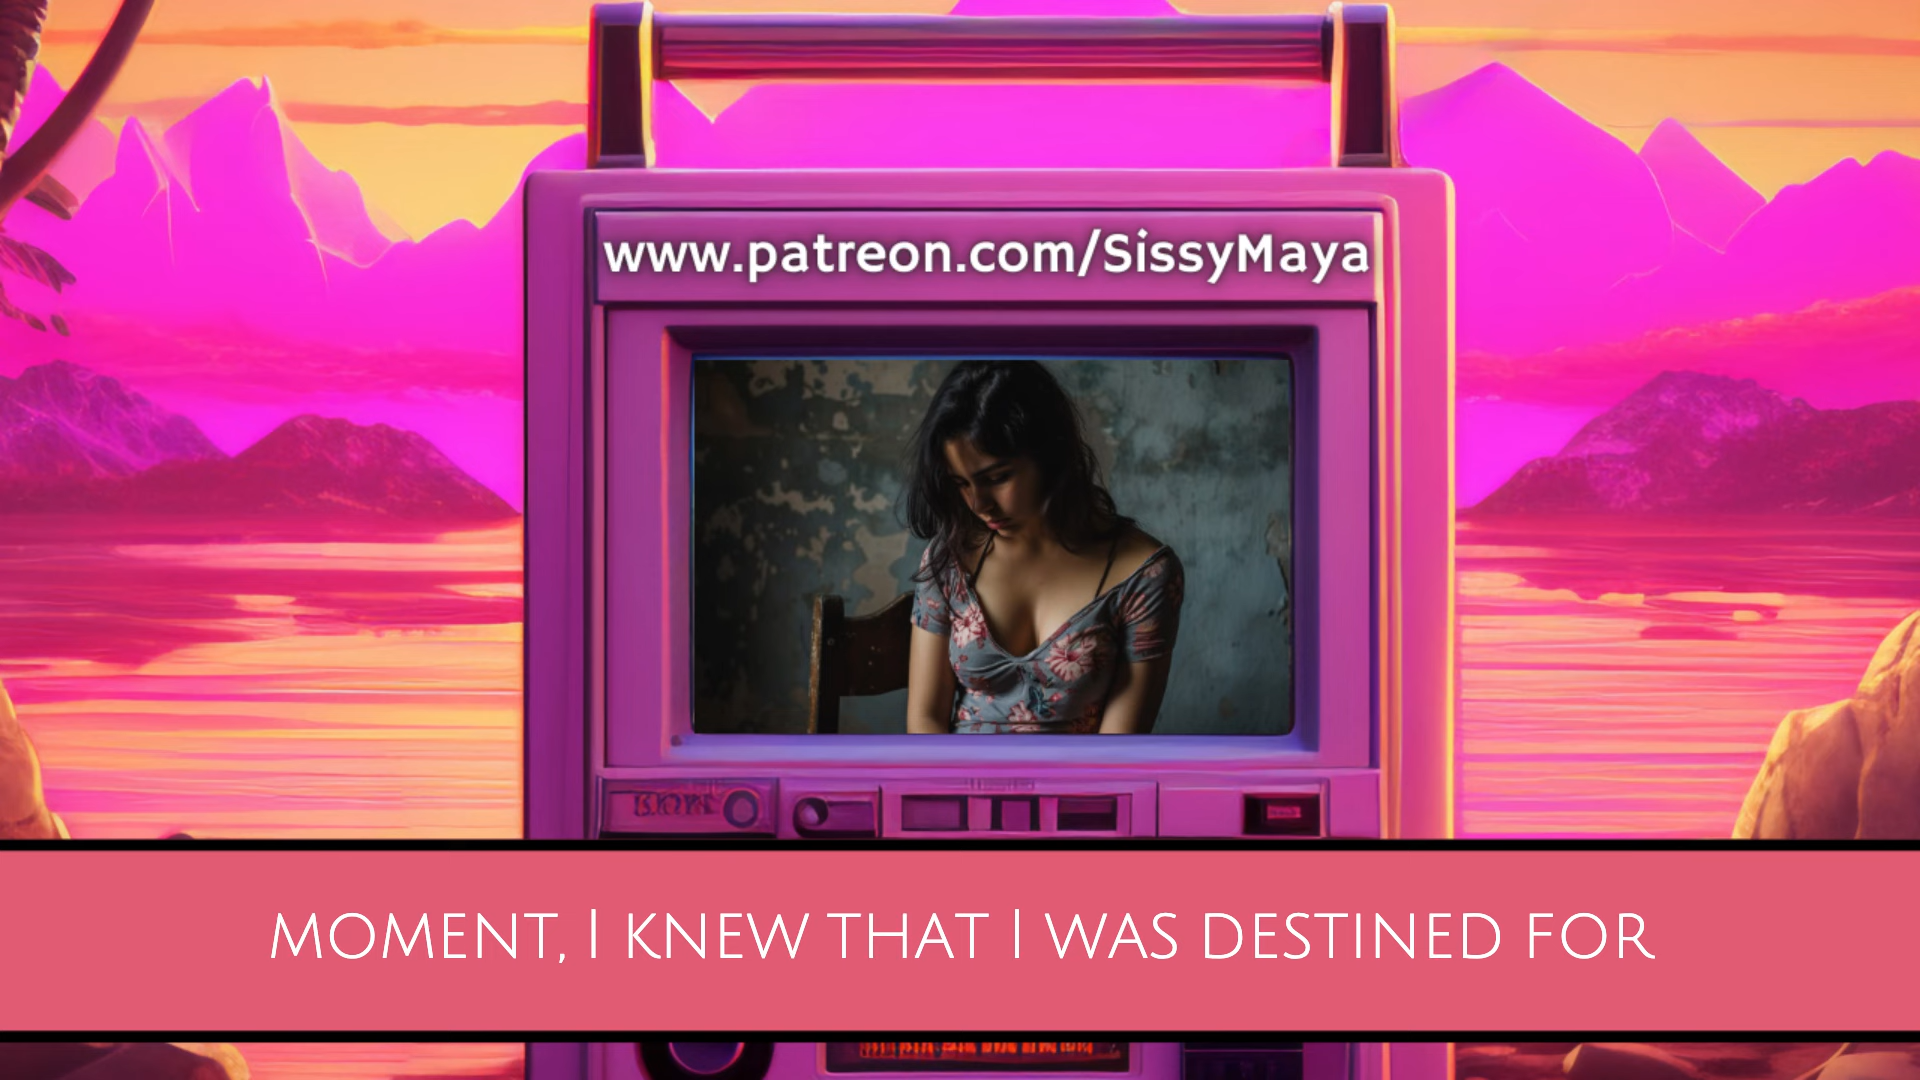 www.patreon.com/SissyMaya
MOMENT, I KNEW THAT I WAS DESTINED FOR